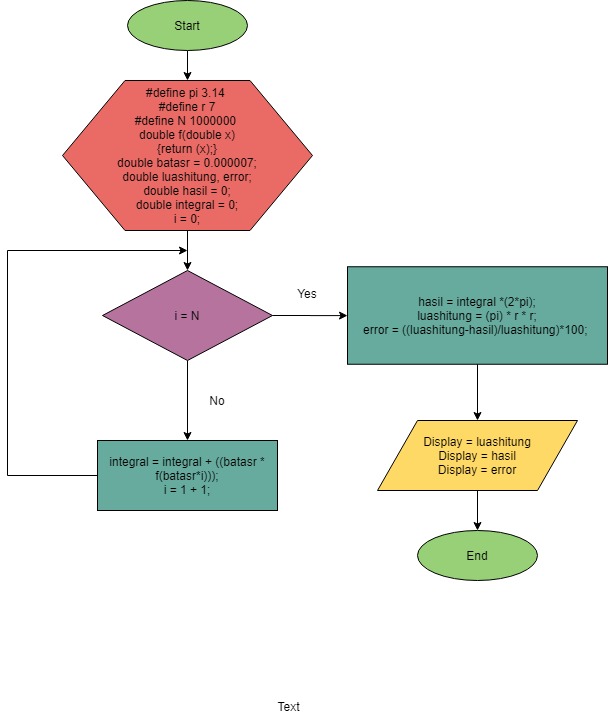 Start
#define pi 3.14
#define r 7
#define N 1000000
double f(double x)
{return (x);}
double batasr = 0.000007;
double luashitung, error;
double hasil = 0;
double integral = 0;
i = 0;
i = N
Yes
hasil = integral *(2*pi);
luashitung = (pi) * r * r;
error = ((luashitung-hasil)/luashitung)*100;
No
integral = integral + ((batasr *
f(batasr*i)));
i = 1 + 1;
Display = luashitung
Display = hasil
Display = error
End
Text